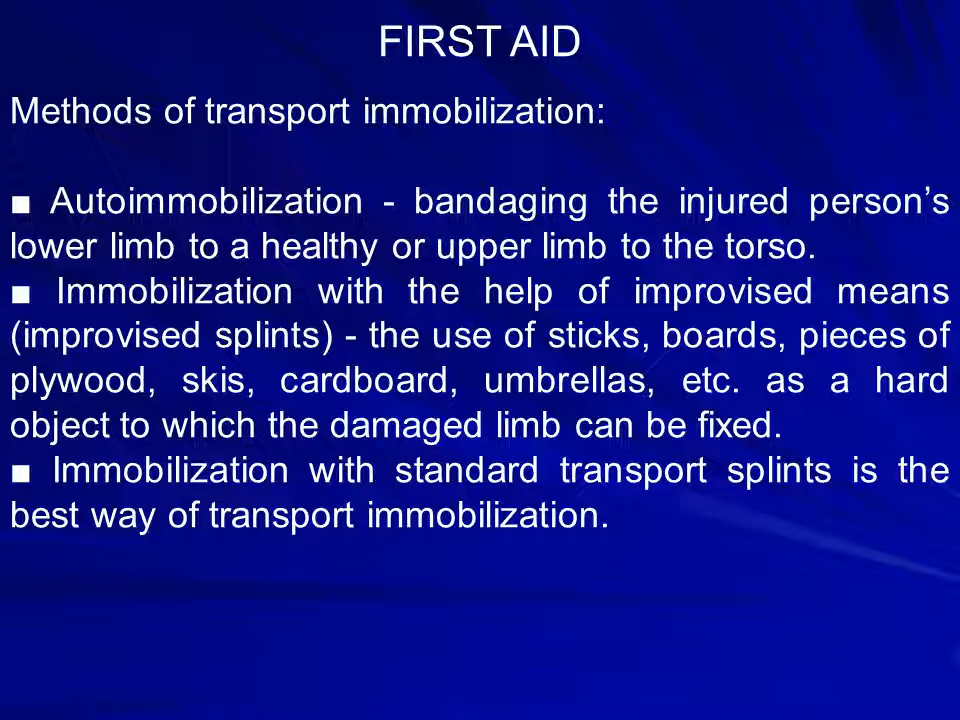 FIRST AID
Methods of transport immobilization:
■ Autoimmobilization - bandaging the injured person’s
lower limb to a healthy or upper limb to the torso.
■ Immobilization with the help of improvised means
(improvised splints) - the use of sticks, boards, pieces of
plywood, skis, cardboard, umbrellas, etc. as a hard
object to which the damaged limb can be fixed.
■ Immobilization with standard transport splints is the
best way of transport immobilization.